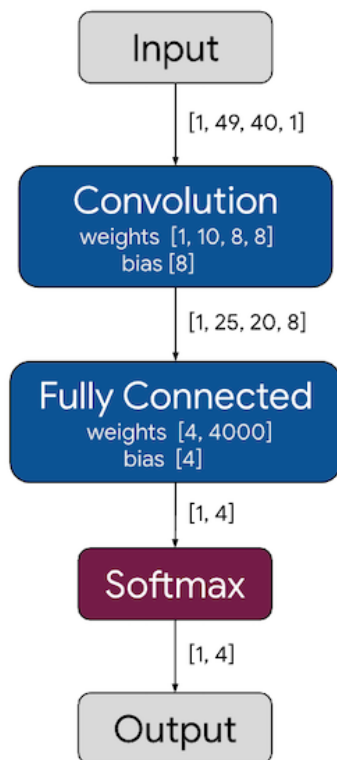 Input
[1, 49, 40, 1]
Convolution
weights [1, 10, 8, 8]
bias [8]
[1, 25, 20, 8]
Fully Connected
weights [4, 4000]
bias [4]
[1, 4]
Softmax
[1, 4]
Output